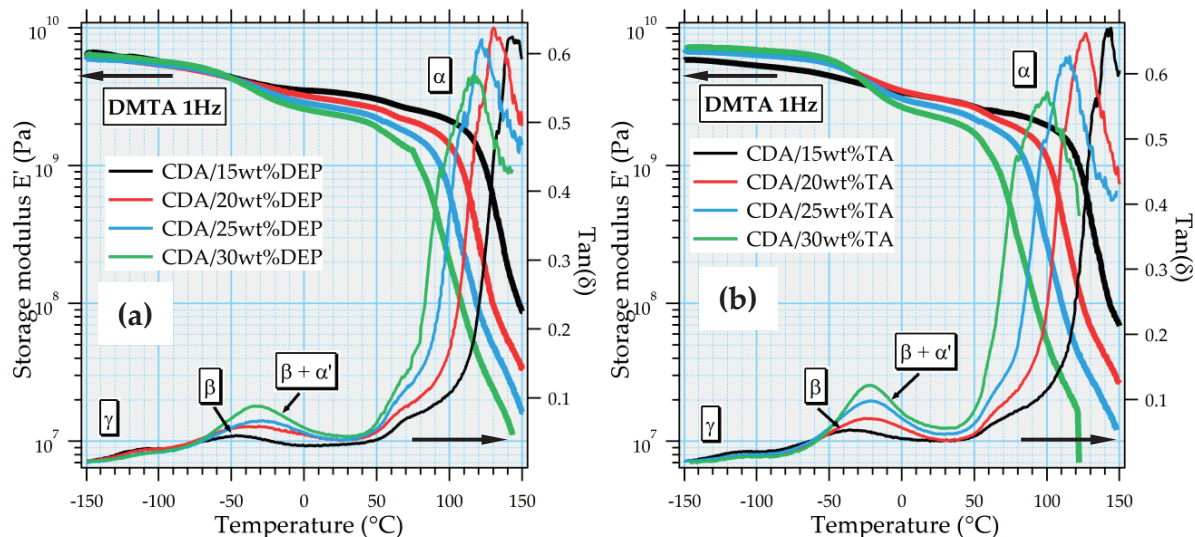 (a)
Storage modulus E' (Pa)
10^10
10^9
10^8
10^7
DMTA 1Hz
CDA/15wt%DEP
CDA/20wt%DEP
CDA/25wt%DEP
CDA/30wt%DEP
α
β
β + α'
γ
0.6
0.5
0.4
0.3
0.2
0.1
Tan(δ)
-150 -100 -50 0 50 100 150
Temperature (°C)
(b)
Storage modulus E' (Pa)
10^10
10^9
10^8
10^7
DMTA 1Hz
CDA/15wt%TA
CDA/20wt%TA
CDA/25wt%TA
CDA/30wt%TA
α
β
β + α'
γ
0.6
0.5
0.4
0.3
0.2
0.1
Tan(δ)
-150 -100 -50 0 50 100 150
Temperature (°C)